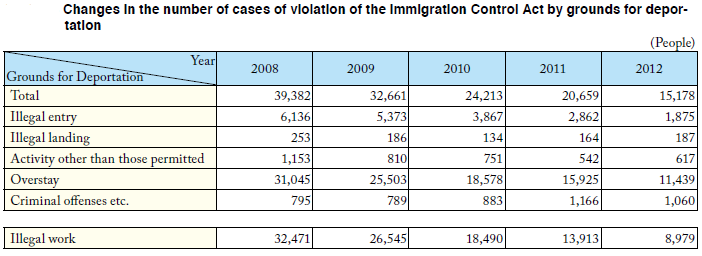 Changes in the number of cases of violation of the Immigration Control Act by grounds for depor-
tation
(People)
Year
Grounds for Deportation
2008 2009 2010 2011 2012
Total 39,382 32,661 24,213 20,659 15,178
Illegal entry 6,136 5,373 3,867 2,862 1,875
Illegal landing 253 186 134 164 187
Activity other than those permitted 1,153 810 751 542 617
Overstay 31,045 25,503 18,578 15,925 11,439
Criminal offenses etc. 795 789 883 1,166 1,060
Illegal work 32,471 26,545 18,490 13,913 8,979